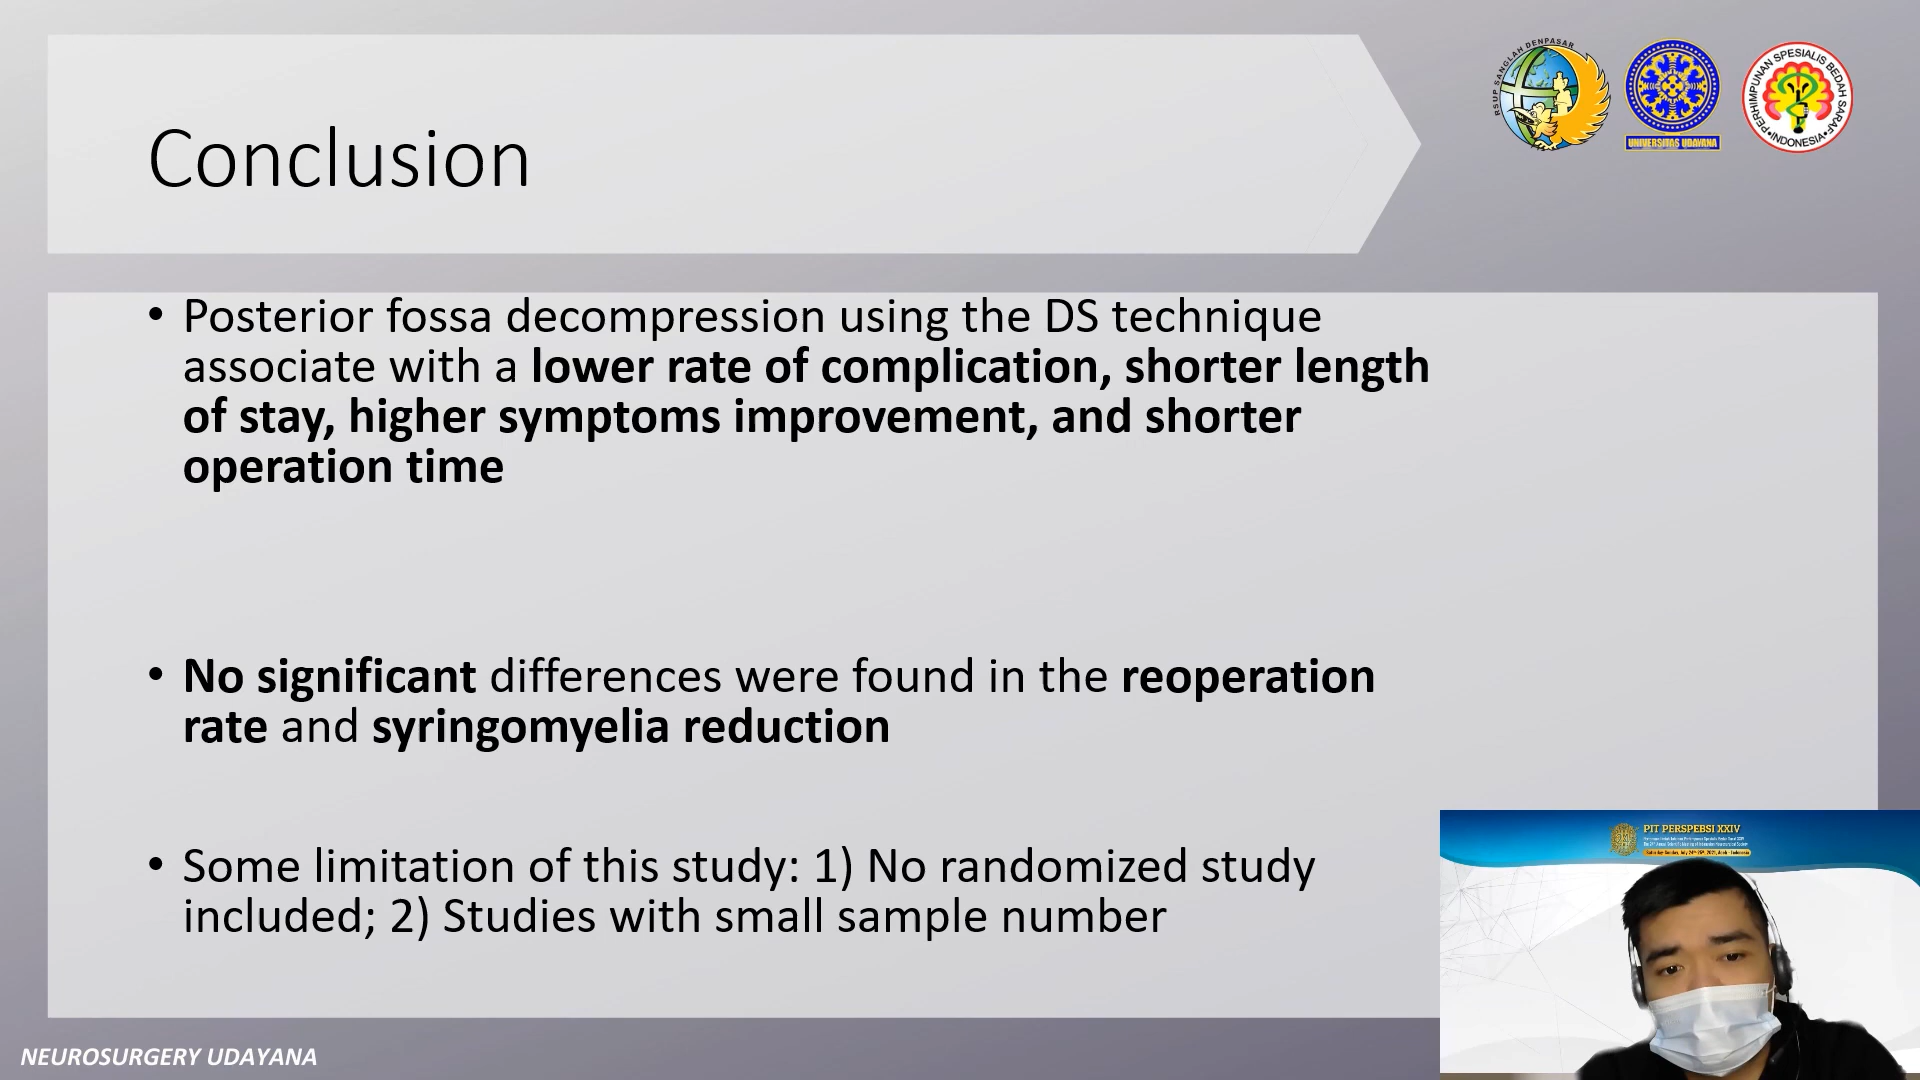 Conclusion
RSUP SANGLAH DENPASAR
UNIVERSITAS UDAYANA
PERHIMPUNAN SPESIALIS BEDAH SARAF
•INDONESIA•
• Posterior fossa decompression using the DS technique
associate with a lower rate of complication, shorter length
of stay, higher symptoms improvement, and shorter
operation time
• No significant differences were found in the reoperation
rate and syringomyelia reduction
• Some limitation of this study: 1) No randomized study
included; 2) Studies with small sample number
PIT PERSPEBSI XXIV
NEUROSURGERY UDAYANA